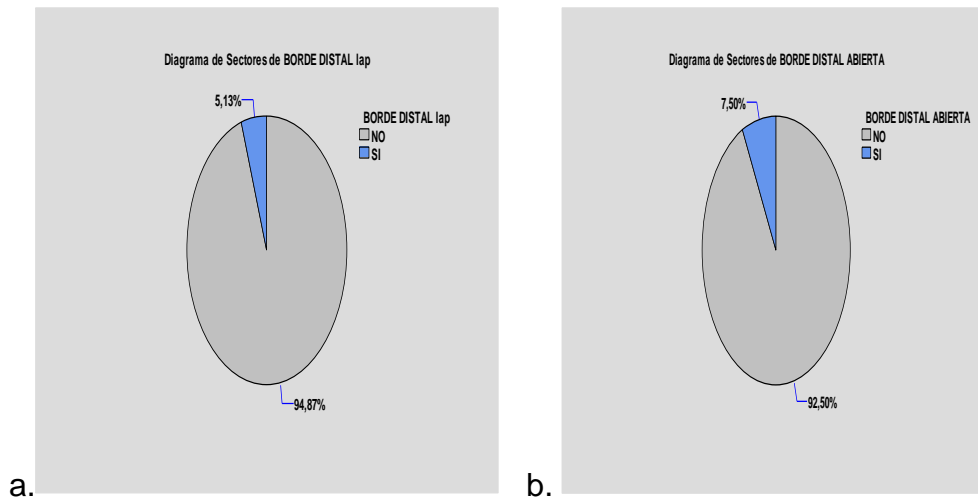 Diagrama de Sectores de BORDE DISTAL lap
5,13%
BORDE DISTAL lap
NO
SI
94,87%
a.
Diagrama de Sectores de BORDE DISTAL ABIERTA
7,50%
BORDE DISTAL ABIERTA
NO
SI
92,50%
b.